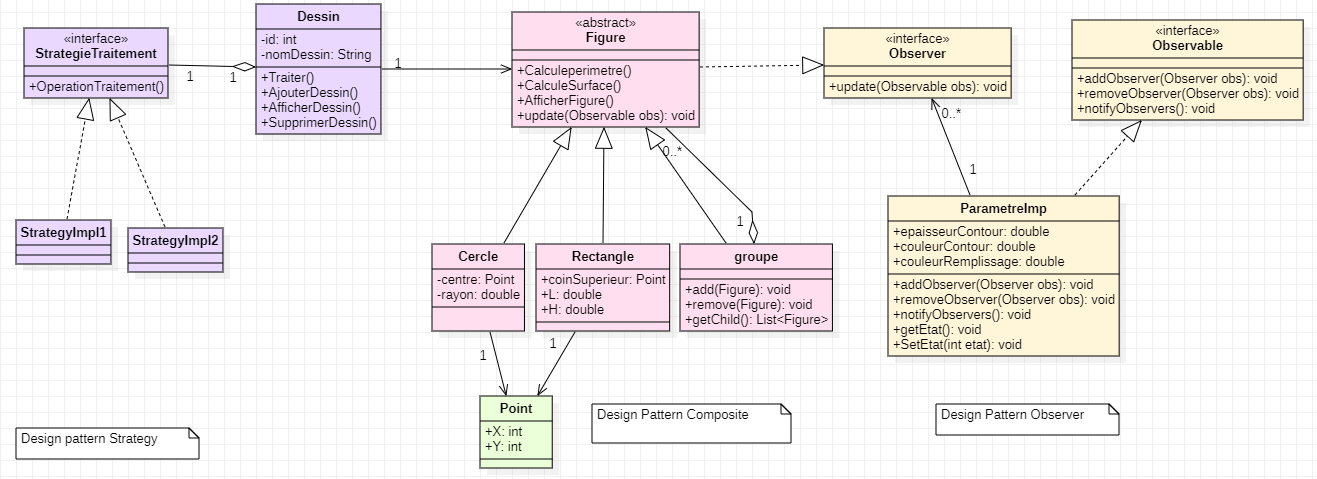 «interface»
StrategieTraitement
+OperationTraitement()
1
1
Dessin
-id: int
-nomDessin: String
+Traiter()
+AjouterDessin()
+AfficherDessin()
+SupprimerDessin()
1
«abstract»
Figure
+Calculeperimetre()
+CalculeSurface()
+AfficherFigure()
+update(Observable obs): void
«interface»
Observer
+update(Observable obs): void
0..*
1
«interface»
Observable
+addObserver(Observer obs): void
+removeObserver(Observer obs): void
+notifyObservers(): void
StrategyImpl1
StrategyImpl2
0..*
1
Cercle
-centre: Point
-rayon: double
Rectangle
+coinSuperieur: Point
+L: double
+H: double
groupe
+add(Figure): void
+remove(Figure): void
+getChild(): List<Figure>
ParametreImp
+epaisseurContour: double
+couleurContour: double
+couleurRemplissage: double
+addObserver(Observer obs): void
+removeObserver(Observer obs): void
+notifyObservers(): void
+getEtat(): void
+SetEtat(int etat): void
1
1
Point
+X: int
+Y: int
Design pattern Strategy
Design Pattern Composite
Design Pattern Observer